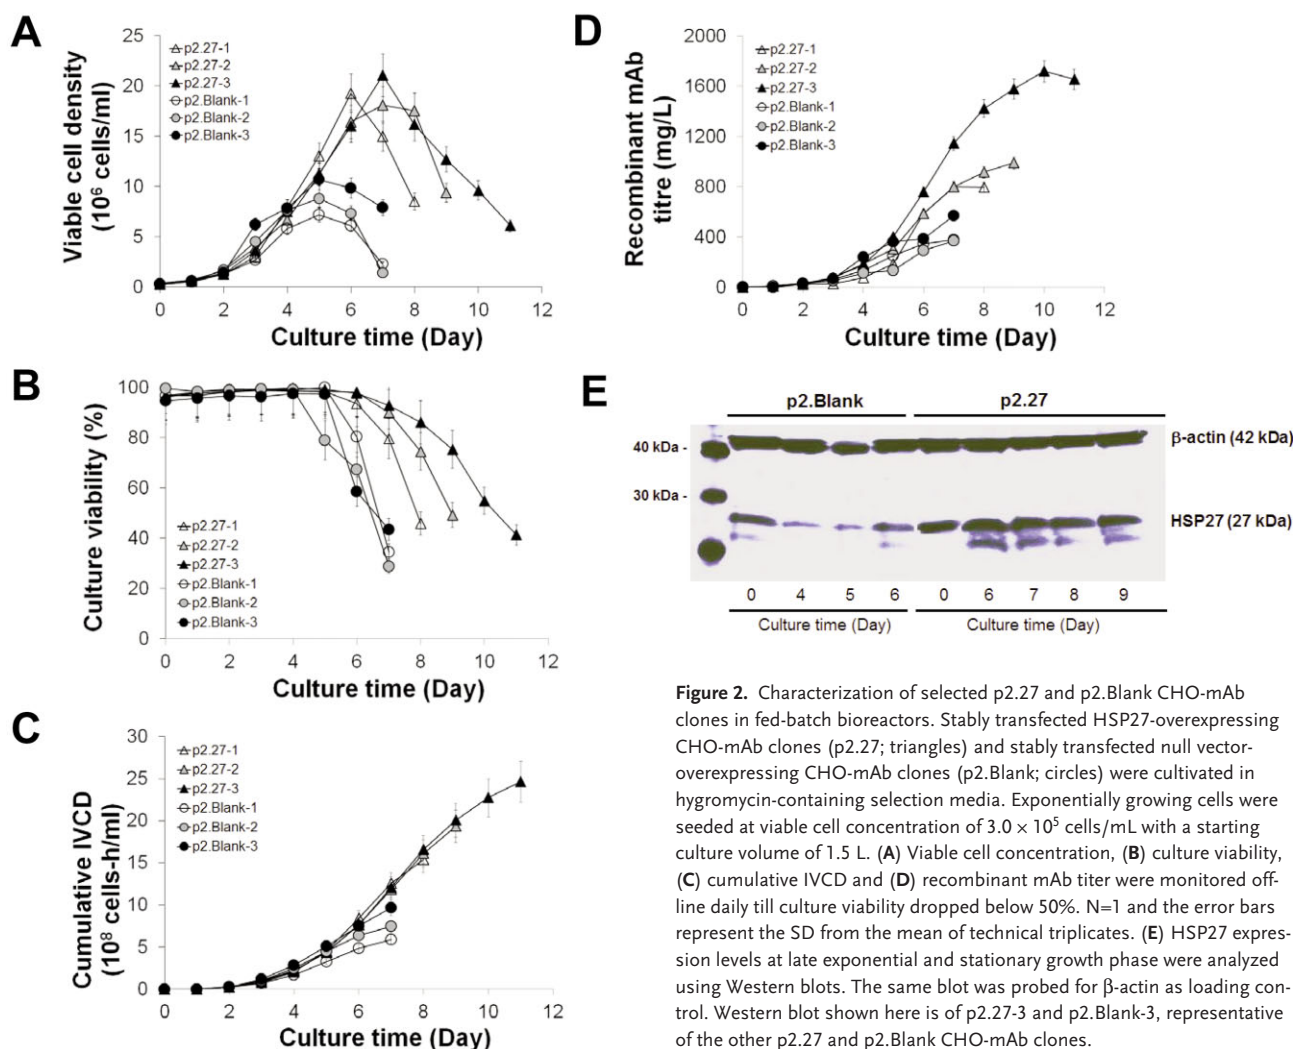 A
Viable cell density
(10⁶ cells/ml)
25
20
15
10
5
0
p2.27-1
p2.27-2
p2.27-3
p2.Blank-1
p2.Blank-2
p2.Blank-3
0 2 4 6 8 10 12
Culture time (Day)
B
Culture viability (%)
100
80
60
40
20
0
p2.27-1
p2.27-2
p2.27-3
p2.Blank-1
p2.Blank-2
p2.Blank-3
0 2 4 6 8 10 12
Culture time (Day)
C
Cumulative IVCD
(10⁸ cells-h/ml)
30
25
20
15
10
5
0
p2.27-1
p2.27-2
p2.27-3
p2.Blank-1
p2.Blank-2
p2.Blank-3
0 2 4 6 8 10 12
Culture time (Day)
D
Recombinant mAb
titre (mg/L)
2000
1600
1200
800
400
0
p2.27-1
p2.27-2
p2.27-3
p2.Blank-1
p2.Blank-2
p2.Blank-3
0 2 4 6 8 10 12
Culture time (Day)
E
p2.Blank p2.27
40 kDa -
30 kDa -
β-actin (42 kDa)
HSP27 (27 kDa)
0 4 5 6 0 6 7 8 9
Culture time (Day) Culture time (Day)
Figure 2. Characterization of selected p2.27 and p2.Blank CHO-mAb
clones in fed-batch bioreactors. Stably transfected HSP27-overexpressing
CHO-mAb clones (p2.27; triangles) and stably transfected null vector-
overexpressing CHO-mAb clones (p2.Blank; circles) were cultivated in
hygromycin-containing selection media. Exponentially growing cells were
seeded at viable cell concentration of 3.0 × 10⁵ cells/mL with a starting
culture volume of 1.5 L. (A) Viable cell concentration, (B) culture viability,
(C) cumulative IVCD and (D) recombinant mAb titer were monitored off-
line daily till culture viability dropped below 50%. N=1 and the error bars
represent the SD from the mean of technical triplicates. (E) HSP27 expres-
sion levels at late exponential and stationary growth phase were analyzed
using Western blots. The same blot was probed for β-actin as loading con-
trol. Western blot shown here is of p2.27-3 and p2.Blank-3, representative
of the other p2.27 and p2.Blank CHO-mAb clones.